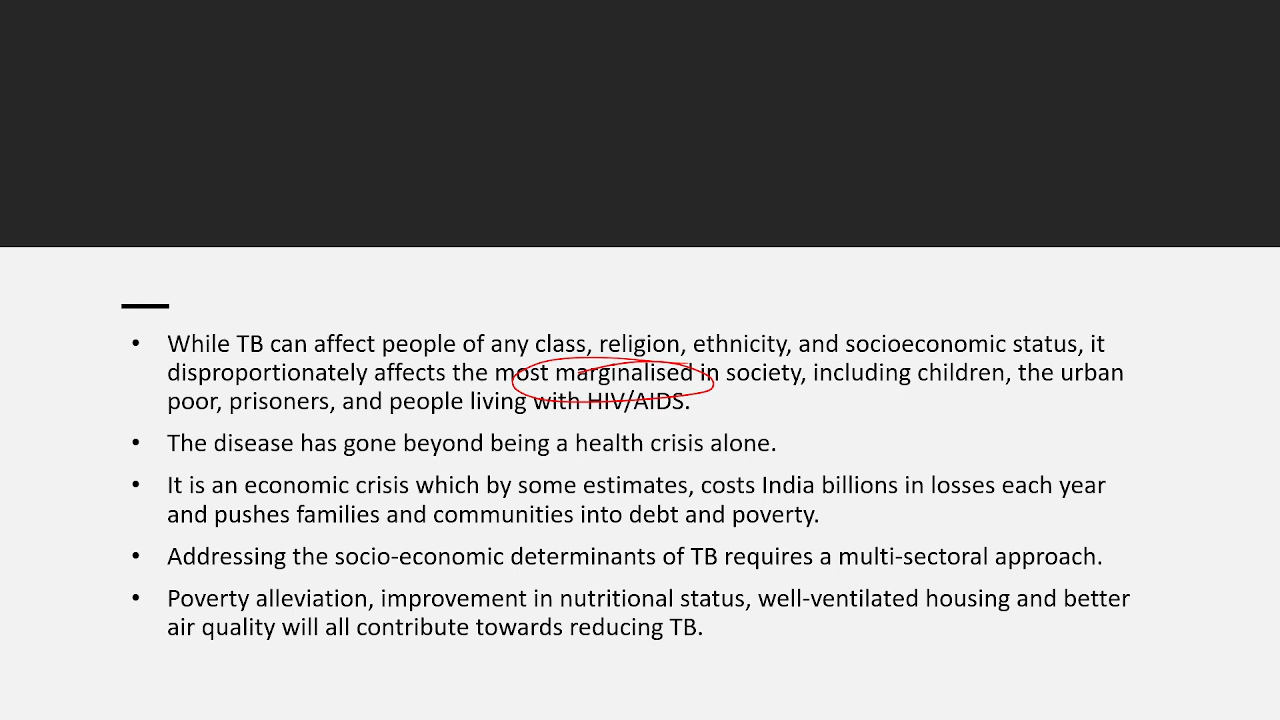 • While TB can affect people of any class, religion, ethnicity, and socioeconomic status, it
disproportionately affects the most marginalised in society, including children, the urban
poor, prisoners, and people living with HIV/AIDS.
• The disease has gone beyond being a health crisis alone.
• It is an economic crisis which by some estimates, costs India billions in losses each year
and pushes families and communities into debt and poverty.
• Addressing the socio-economic determinants of TB requires a multi-sectoral approach.
• Poverty alleviation, improvement in nutritional status, well-ventilated housing and better
air quality will all contribute towards reducing TB.